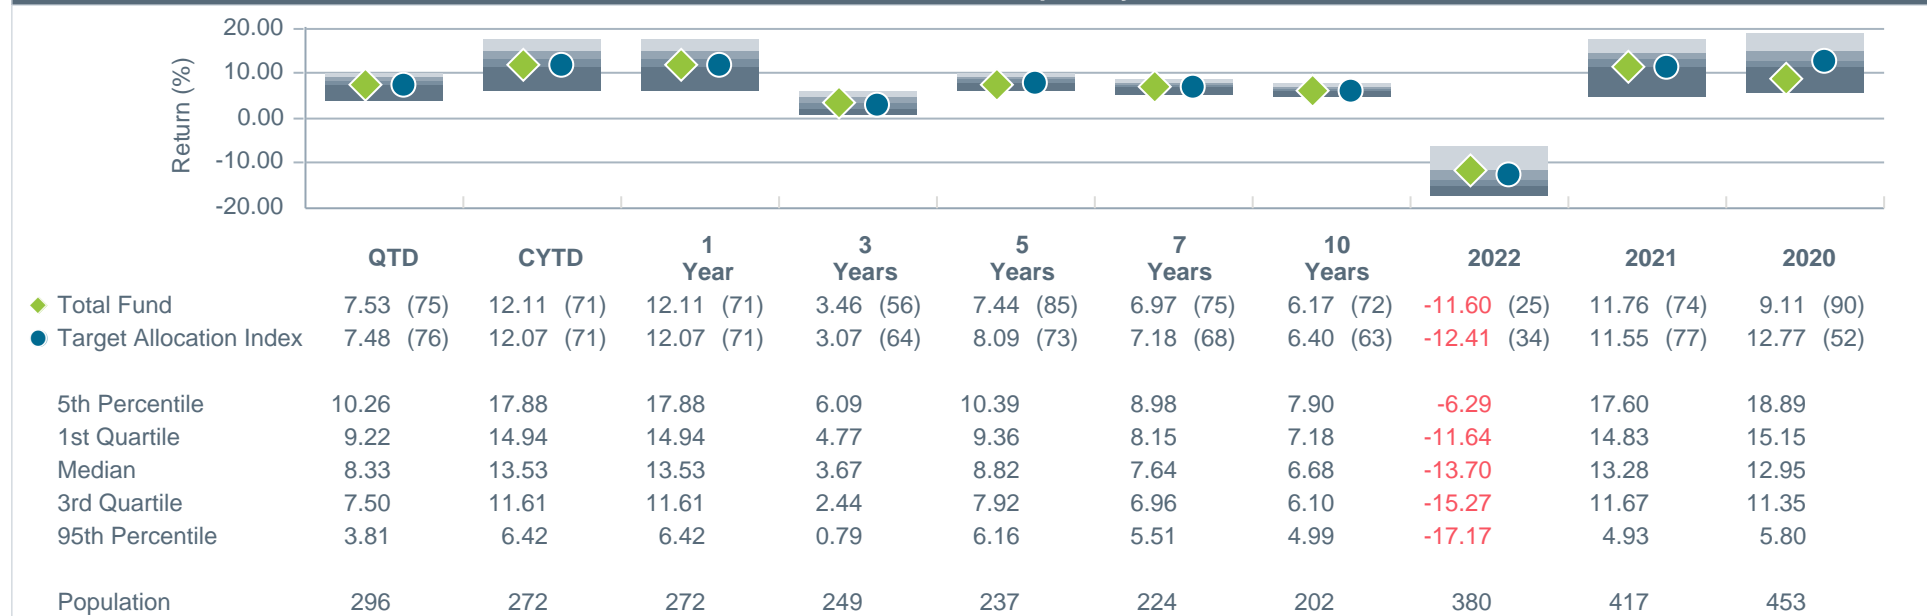 20.00
10.00
0.00
-10.00
-20.00
Return (%)
QTD CYTD 1 Year 3 Years 5 Years 7 Years 10 Years 2022 2021 2020
Total Fund 7.53 (75) 12.11 (71) 12.11 (71) 3.46 (56) 7.44 (85) 6.97 (75) 6.17 (72) -11.60 (25) 11.76 (74) 9.11 (90)
Target Allocation Index 7.48 (76) 12.07 (71) 12.07 (71) 3.07 (64) 8.09 (73) 7.18 (68) 6.40 (63) -12.41 (34) 11.55 (77) 12.77 (52)
5th Percentile 10.26 17.88 17.88 6.09 10.39 8.98 7.90 -6.29 17.60 18.89
1st Quartile 9.22 14.94 14.94 4.77 9.36 8.15 7.18 -11.64 14.83 15.15
Median 8.33 13.53 13.53 3.67 8.82 7.64 6.68 -13.70 13.28 12.95
3rd Quartile 7.50 11.61 11.61 2.44 7.92 6.96 6.10 -15.27 11.67 11.35
95th Percentile 3.81 6.42 6.42 0.79 6.16 5.51 4.99 -17.17 4.93 5.80
Population 296 272 272 249 237 224 202 380 417 453